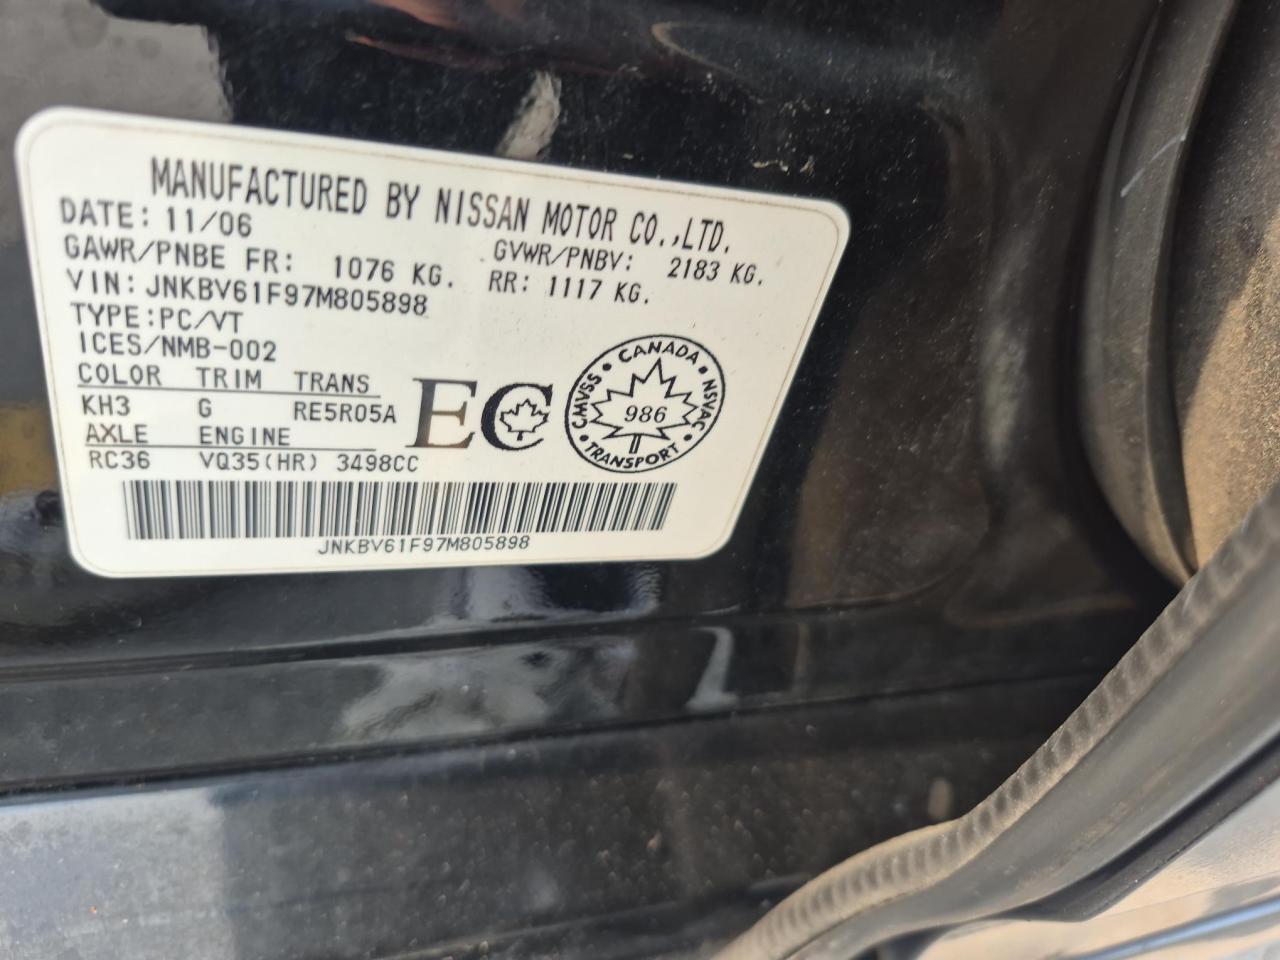 MANUFACTURED BY NISSAN MOTOR CO.,LTD.
DATE: 11/06
GVWR/PNBV: 2183 KG.
GAWR/PNBE FR: 1076 KG. RR: 1117 KG.
VIN: JNKBV61F97M805898
TYPE:PC/VT
ICES/NMB-002
COLOR TRIM TRANS
KH3 G RE5R05A
AXLE ENGINE
RC36 VQ35(HR) 3498CC
EC
CANADA • NSVAC • TRANSPORT • CMVSS •
986
JNKBV61F97M805898